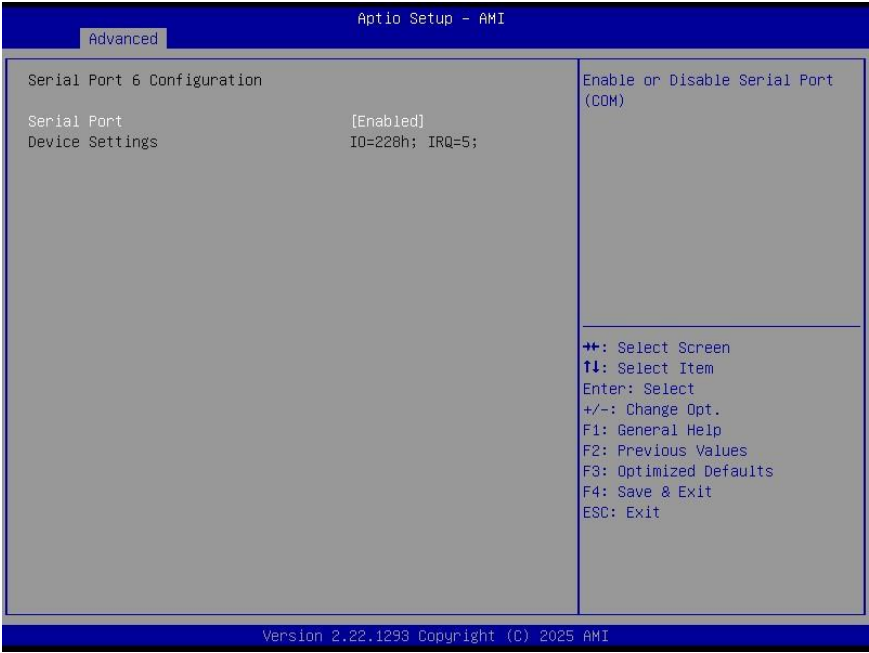 Aptio Setup – AMI
Advanced
Serial Port 6 Configuration
Serial Port [Enabled]
Device Settings IO=228h; IRQ=5;
Enable or Disable Serial Port
(COM)
→←: Select Screen
↑↓: Select Item
Enter: Select
+/-: Change Opt.
F1: General Help
F2: Previous Values
F3: Optimized Defaults
F4: Save & Exit
ESC: Exit
Version 2.22.1293 Copyright (C) 2025 AMI